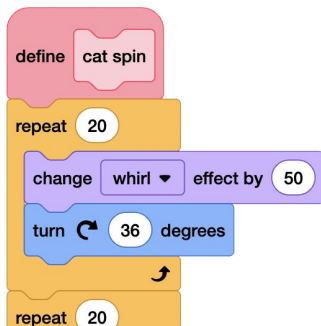 define cat spin
repeat 20
change whirl effect by 50
turn 36 degrees
repeat 20